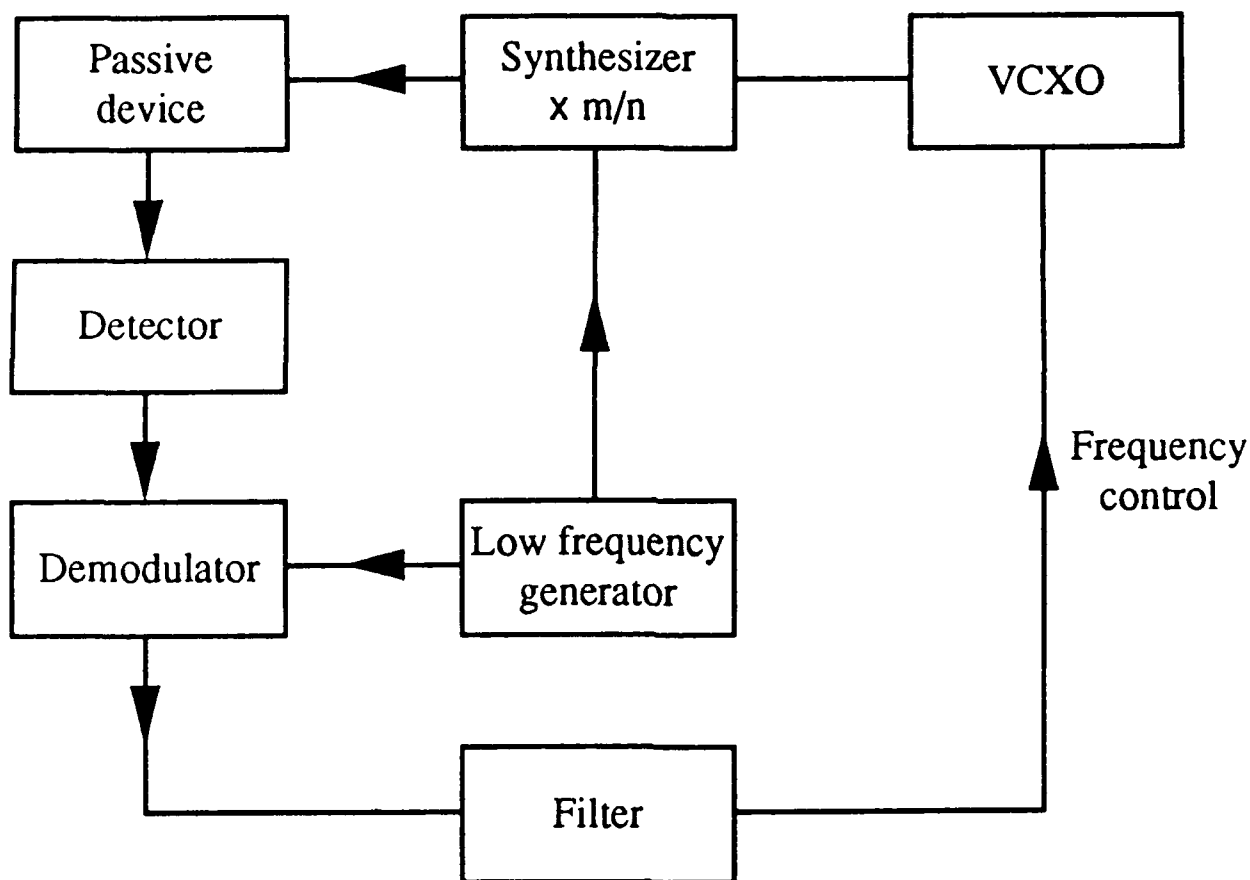 Passive
device
Synthesizer
x m/n
VCXO
Detector
Frequency
control
Demodulator
Low frequency
generator
Filter